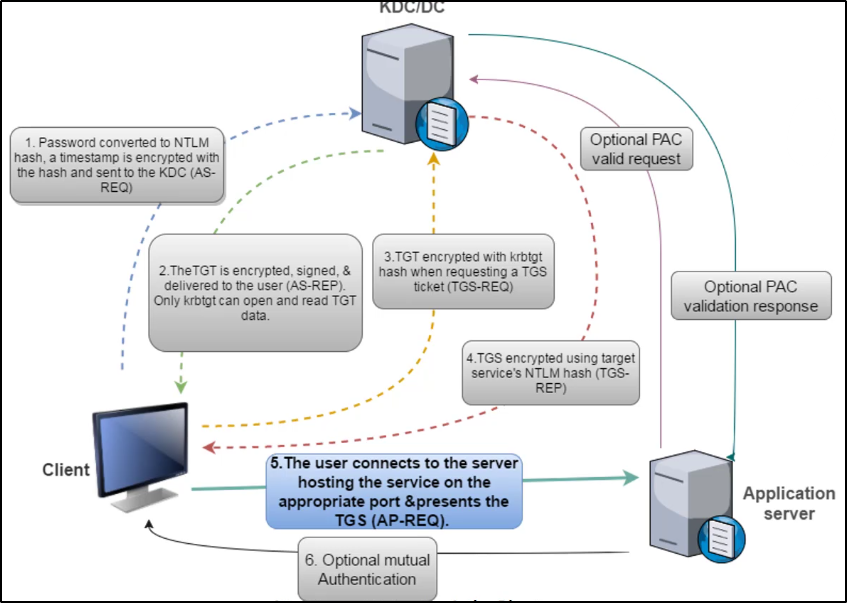 KDC/DC
1. Password converted to NTLM
hash, a timestamp is encrypted with
the hash and sent to the KDC (AS-
REQ)
Optional PAC
valid request
2.TheTGT is encrypted, signed, &
delivered to the user (AS-REP).
Only krbtgt can open and read TGT
data.
3.TGT encrypted with krbtgt
hash when requesting a TGS
ticket (TGS-REQ)
Optional PAC
validation response
4.TGS encrypted using target
service's NTLM hash (TGS-
REP)
Client
5.The user connects to the server
hosting the service on the
appropriate port &presents the
TGS (AP-REQ).
Application
server
6. Optional mutual
Authentication